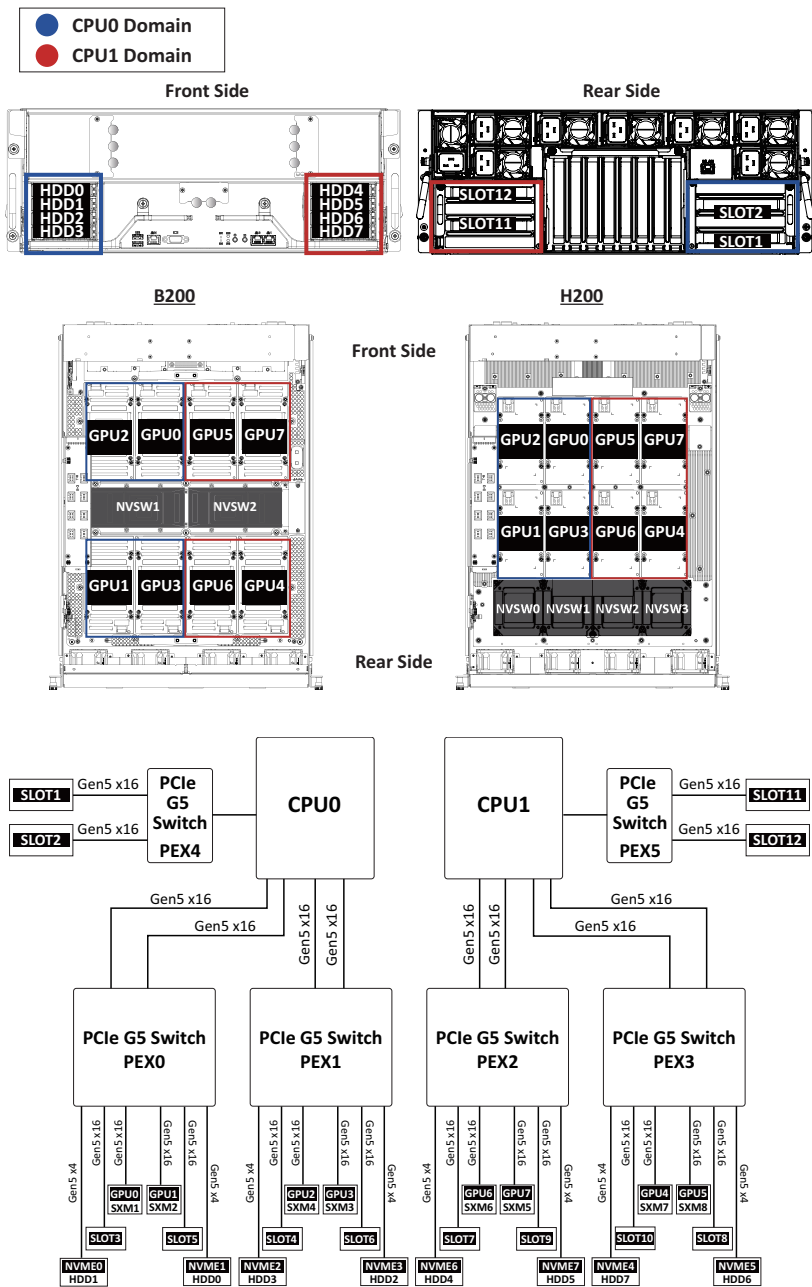 CPU0 Domain
CPU1 Domain
Front Side
Rear Side
HDD0
HDD1
HDD2
HDD3
HDD4
HDD5
HDD6
HDD7
SLOT12
SLOT11
SLOT2
SLOT1
B200
H200
Front Side
GPU2 GPU0 GPU5 GPU7
NVSW1 NVSW2
GPU1 GPU3 GPU6 GPU4
GPU2 GPU0 GPU5 GPU7
GPU1 GPU3 GPU6 GPU4
NVSW0 NVSW1 NVSW2 NVSW3
Rear Side
SLOT1
Gen5 x16
SLOT2
Gen5 x16
PCIe
G5
Switch
PEX4
CPU0
CPU1
PCIe
G5
Switch
PEX5
Gen5 x16
SLOT11
Gen5 x16
SLOT12
Gen5 x16
Gen5 x16
Gen5 x16
Gen5 x16
Gen5 x16
Gen5 x16
Gen5 x16
Gen5 x16
PCIe G5 Switch
PEX0
PCIe G5 Switch
PEX1
PCIe G5 Switch
PEX2
PCIe G5 Switch
PEX3
Gen5 x4
Gen5 x16
Gen5 x16
Gen5 x16
Gen5 x16
Gen5 x4
GPU0
SXM1
GPU1
SXM2
SLOT3
SLOT5
NVME0
HDD1
NVME1
HDD0
Gen5 x4
Gen5 x16
Gen5 x16
Gen5 x16
Gen5 x16
Gen5 x4
GPU2
SXM4
GPU3
SXM3
SLOT4
SLOT6
NVME2
HDD3
NVME3
HDD2
Gen5 x4
Gen5 x16
Gen5 x16
Gen5 x16
Gen5 x16
Gen5 x4
GPU6
SXM6
GPU7
SXM5
SLOT7
SLOT9
NVME6
HDD4
NVME7
HDD5
Gen5 x4
Gen5 x16
Gen5 x16
Gen5 x16
Gen5 x16
Gen5 x4
GPU4
SXM7
GPU5
SXM8
SLOT10
SLOT8
NVME4
HDD7
NVME5
HDD6